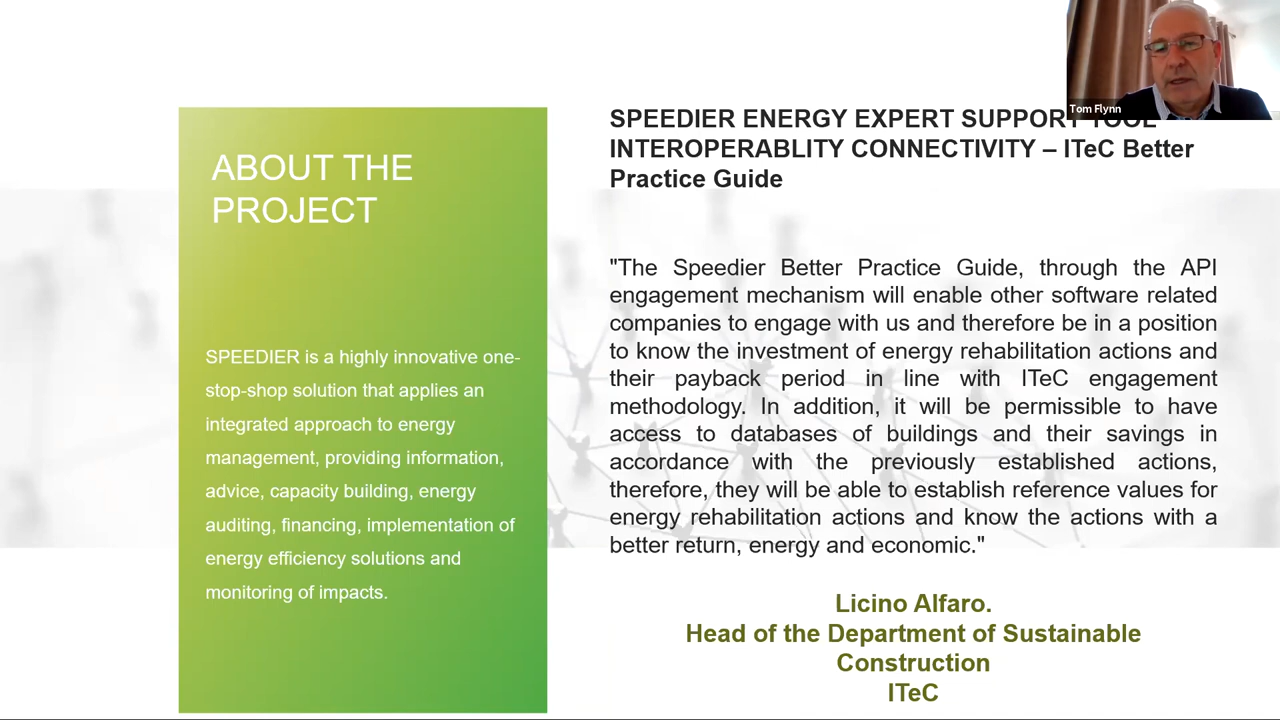 Tom Flynn
ABOUT THE
PROJECT
SPEEDIER is a highly innovative one-
stop-shop solution that applies an
integrated approach to energy
management, providing information,
advice, capacity building, energy
auditing, financing, implementation of
energy efficiency solutions and
monitoring of impacts.
SPEEDIER ENERGY EXPERT SUPPORT TOOL
INTEROPERABLITY CONNECTIVITY – ITeC Better
Practice Guide
"The Speedier Better Practice Guide, through the API
engagement mechanism will enable other software related
companies to engage with us and therefore be in a position
to know the investment of energy rehabilitation actions and
their payback period in line with ITeC engagement
methodology. In addition, it will be permissible to have
access to databases of buildings and their savings in
accordance with the previously established actions,
therefore, they will be able to establish reference values for
energy rehabilitation actions and know the actions with a
better return, energy and economic."
Licino Alfaro.
Head of the Department of Sustainable
Construction
ITeC